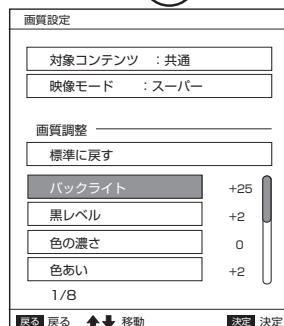 画質設定
対象コンテンツ ：共通
映像モード ：スーパー
画質調整
標準に戻す
バックライト +25
黒レベル +2
色の濃さ 0
色あい +2
1/8
戻る 戻る 移動 決定 決定